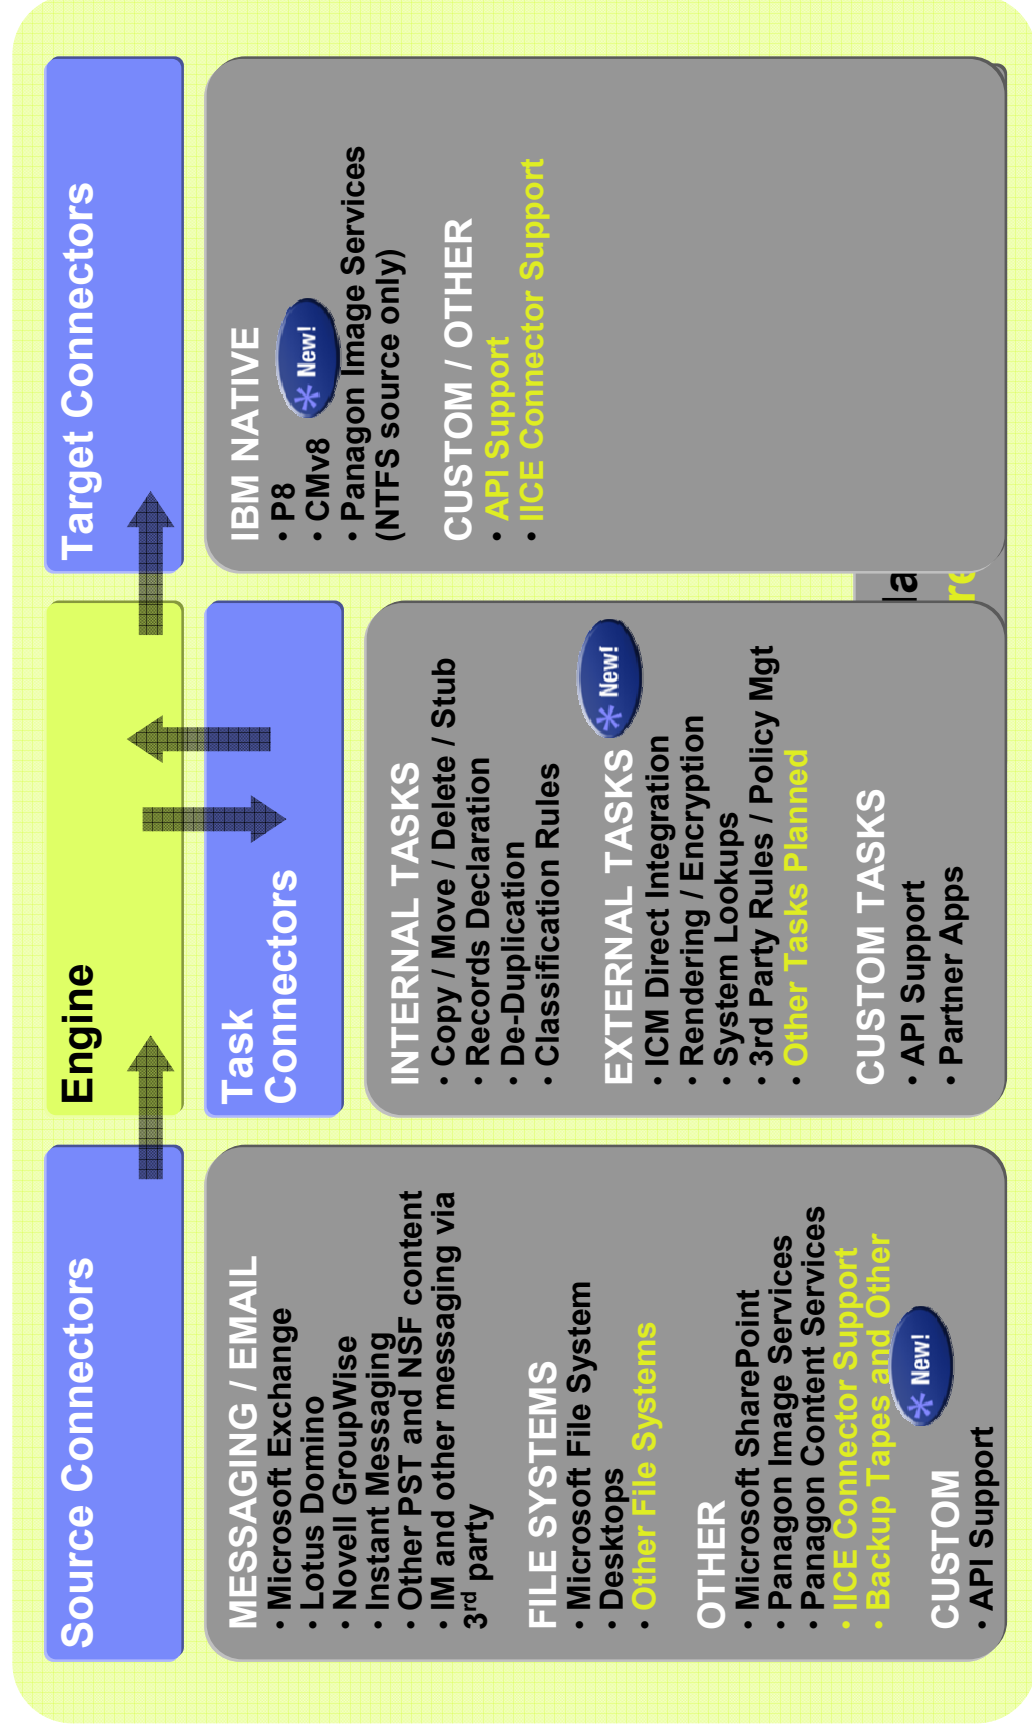 Source Connectors
MESSAGING / EMAIL
• Microsoft Exchange
• Lotus Domino
• Novell GroupWise
• Instant Messaging
• Other PST and NSF content
• IM and other messaging via
3rd party
FILE SYSTEMS
• Microsoft File System
• Desktops
• Other File Systems
OTHER
• Microsoft SharePoint
• Panagon Image Services
• Panagon Content Services
• IICE Connector Support
• Backup Tapes and Other
* New!
CUSTOM
• API Support
Engine
Task
Connectors
INTERNAL TASKS
• Copy / Move / Delete / Stub
• Records Declaration
• De-Duplication
• Classification Rules
EXTERNAL TASKS
* New!
• ICM Direct Integration
• Rendering / Encryption
• System Lookups
• 3rd Party Rules / Policy Mgt
• Other Tasks Planned
CUSTOM TASKS
• API Support
• Partner Apps
Target Connectors
IBM NATIVE
• P8
• CMv8
* New!
• Panagon Image Services
(NTFS source only)
CUSTOM / OTHER
• API Support
• IICE Connector Support